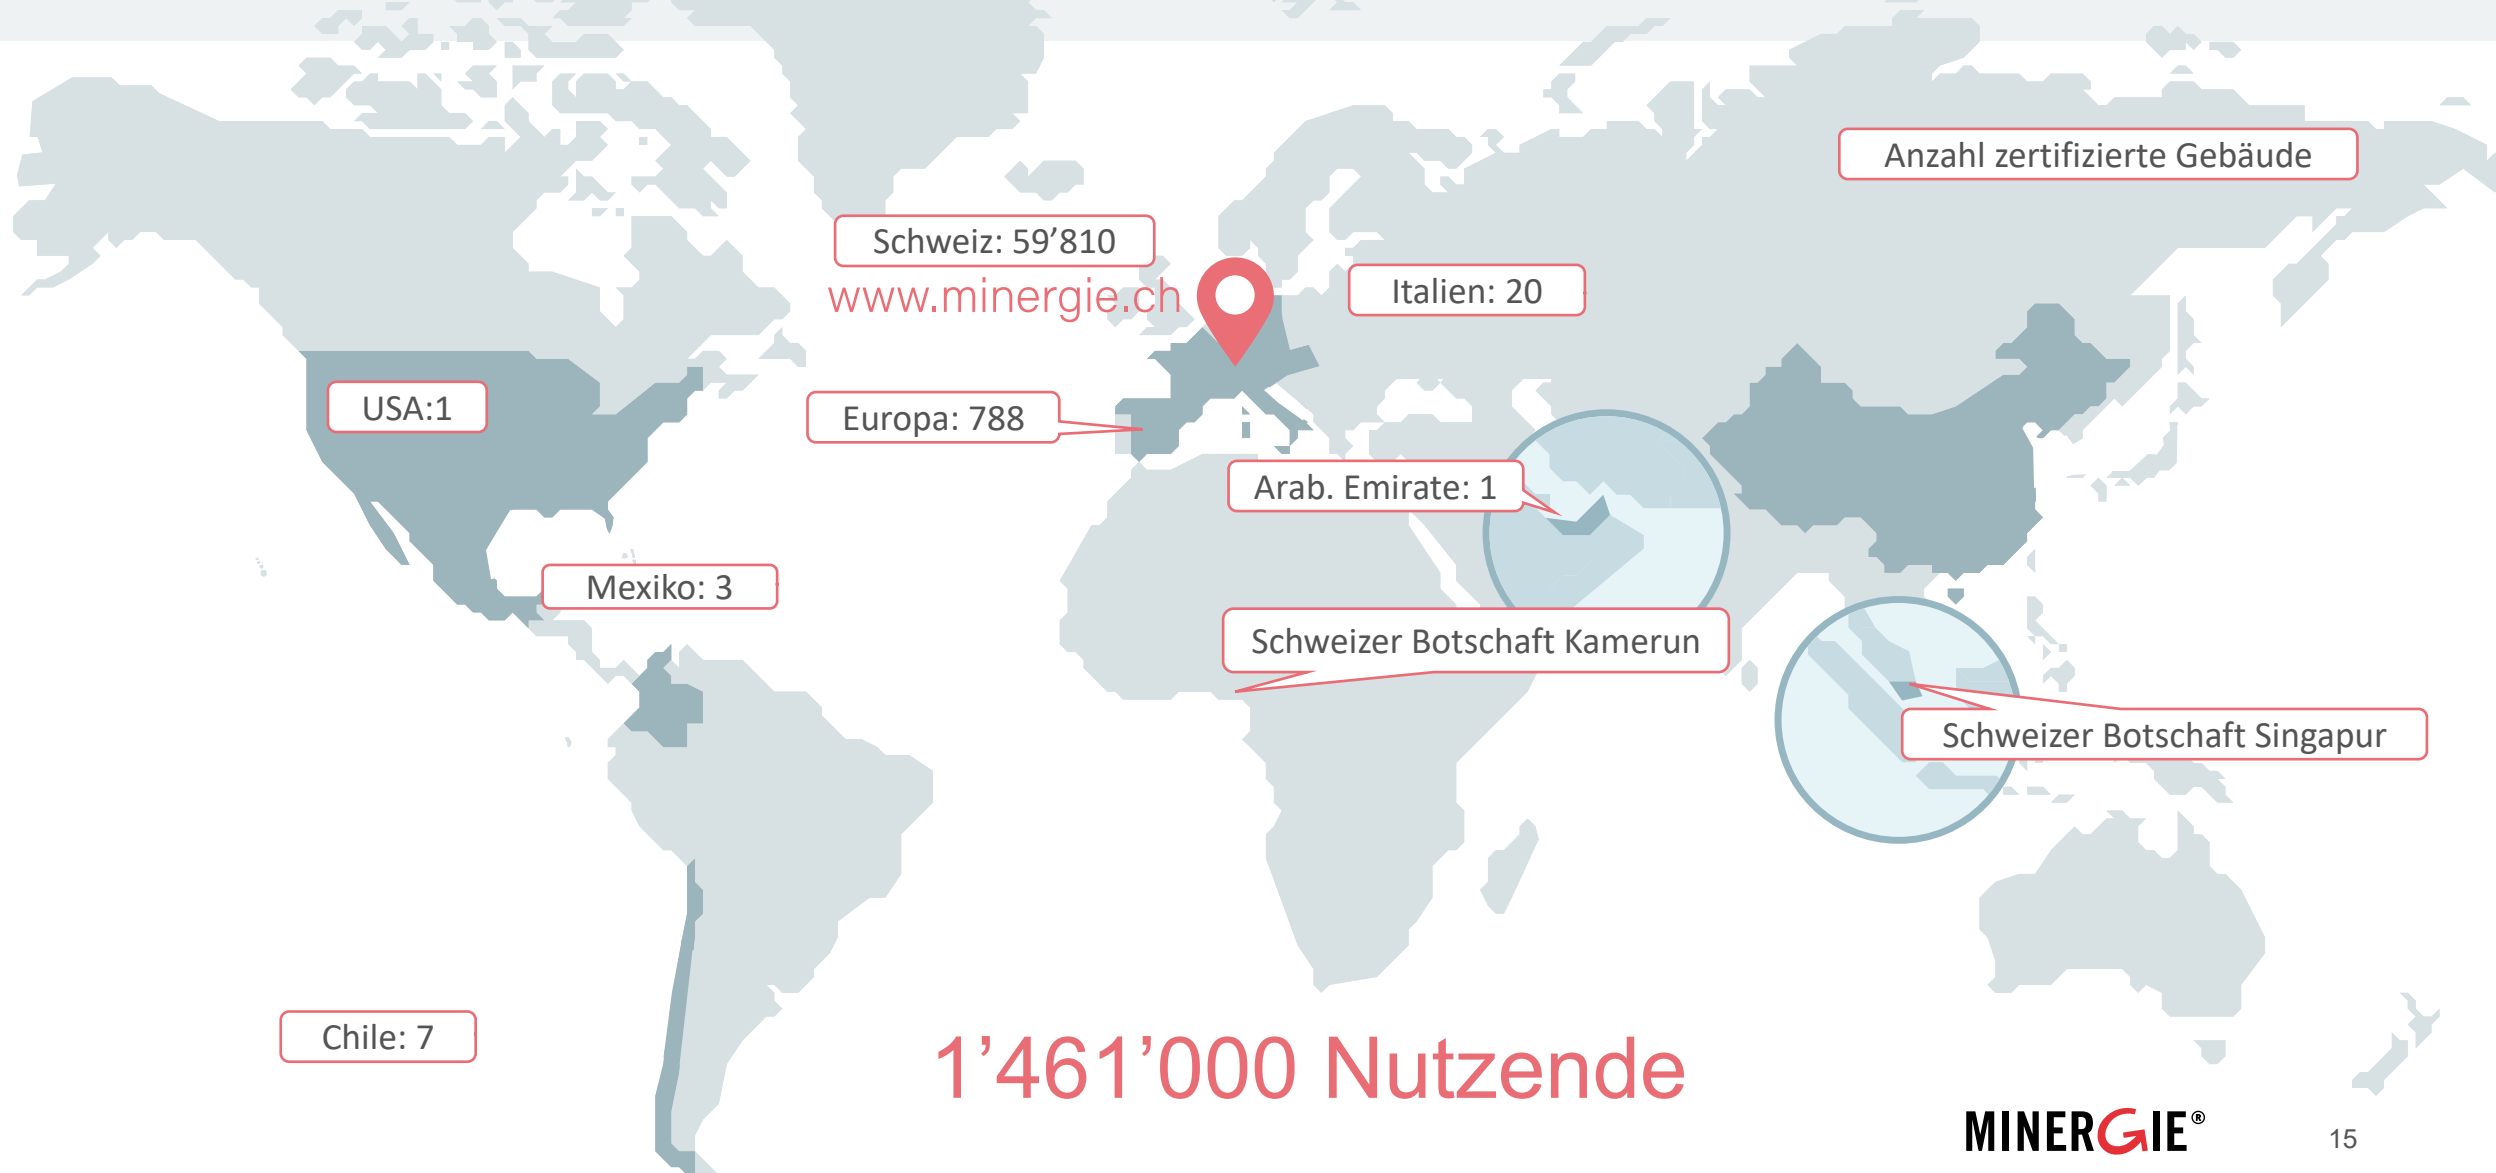 Anzahl zertifizierte Gebäude
Schweiz: 59’810
www.minergie.ch
Italien: 20
USA:1
Europa: 788
Arab. Emirate: 1
Mexiko: 3
Schweizer Botschaft Kamerun
Schweizer Botschaft Singapur
Chile: 7
1’461’000 Nutzende
MINERGIE®
15